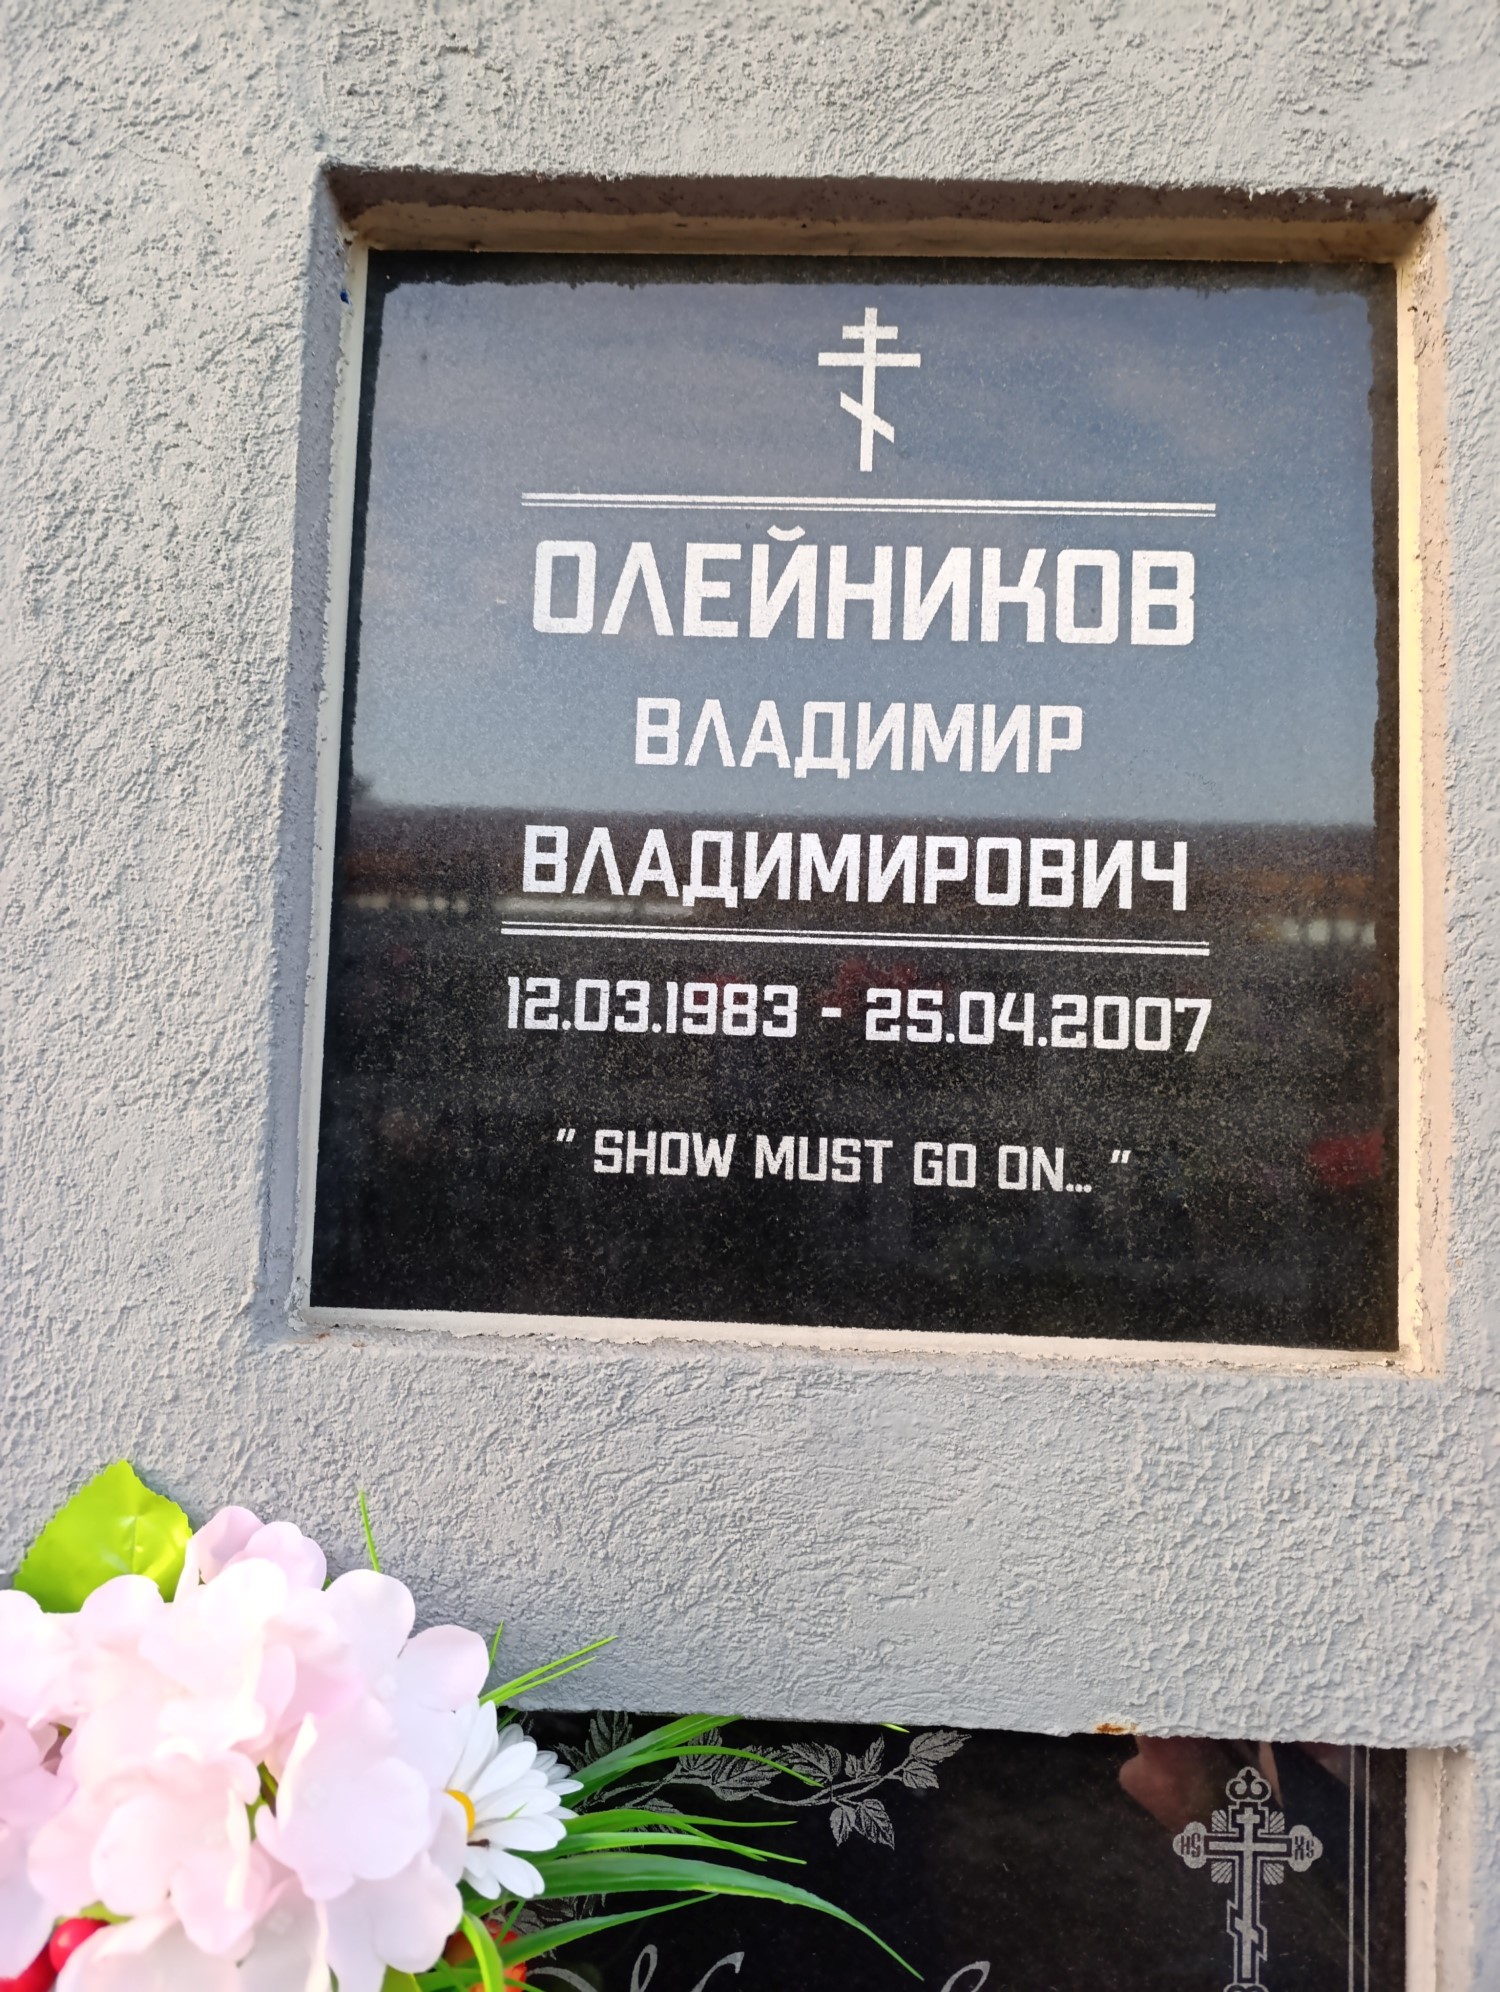 ОЛЕЙНИКОВ
ВЛАДИМИР
ВЛАДИМИРОВИЧ
12.03.1983 - 25.04.2007
" SHOW MUST GO ON... "